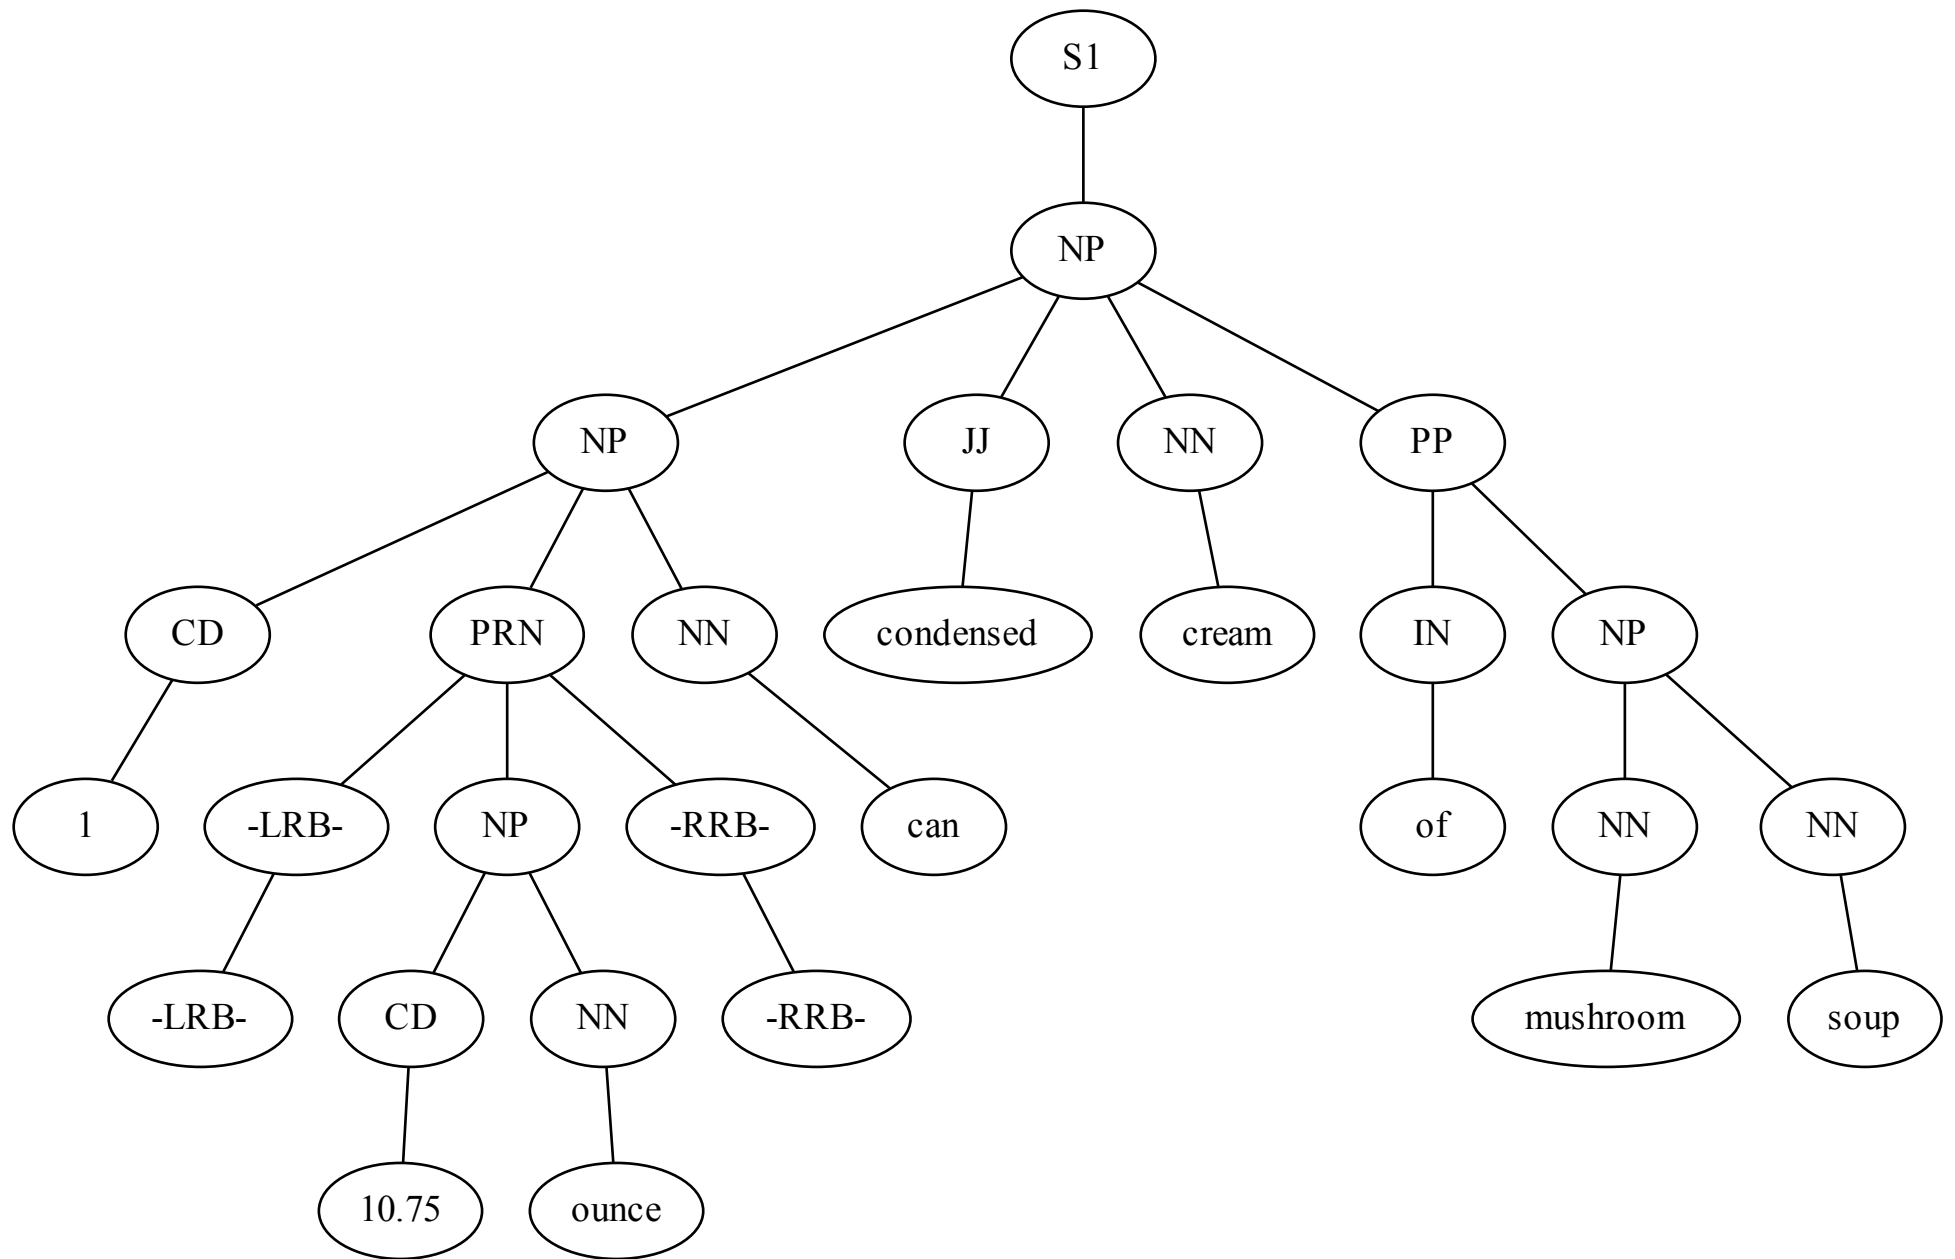 S1
NP
NP JJ NN PP
CD PRN NN condensed cream IN NP
1 -LRB- NP -RRB- can of NN NN
-LRB- CD NN -RRB- mushroom soup
10.75 ounce